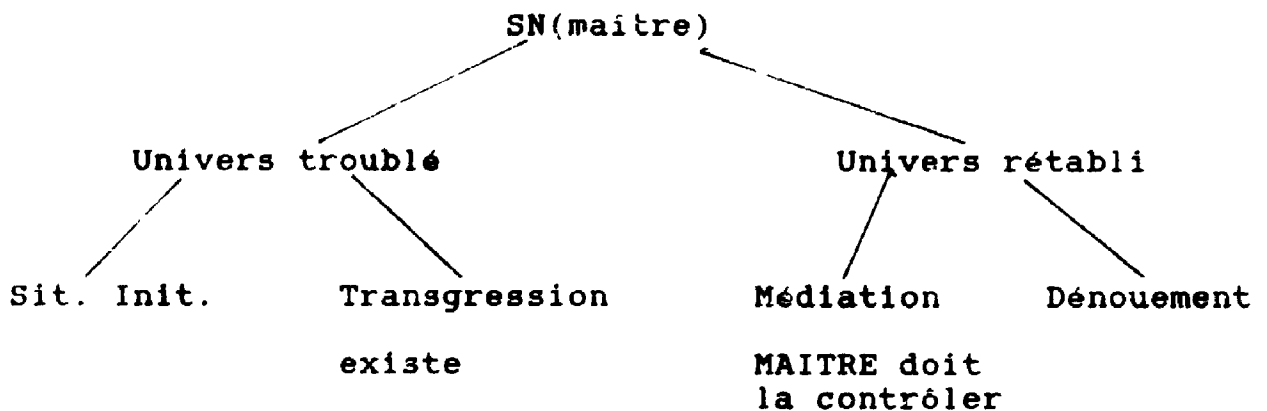 SN(maitre)
Univers troublé Univers rétabli
Sit. Init. Transgression Médiation Dénouement
existe MAITRE doit
la contrôler